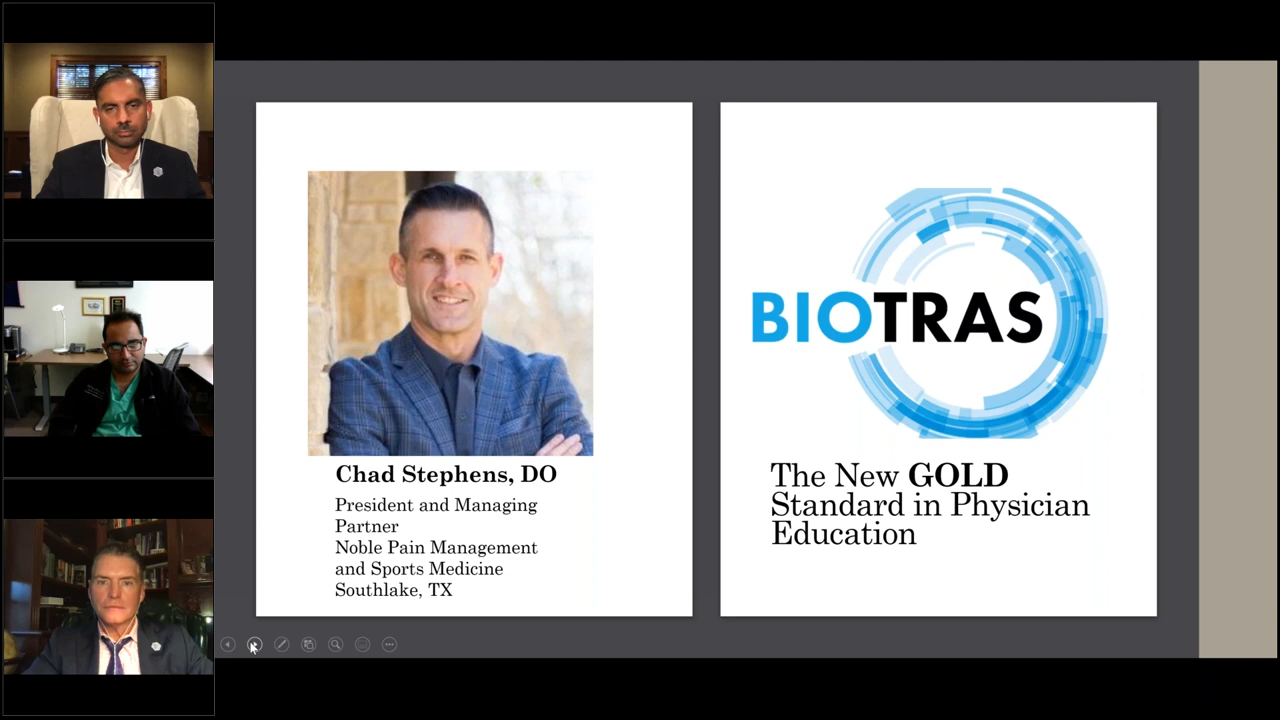 Chad Stephens, DO
President and Managing
Partner
Noble Pain Management
and Sports Medicine
Southlake, TX
BIOTRAS
The New GOLD
Standard in Physician
Education